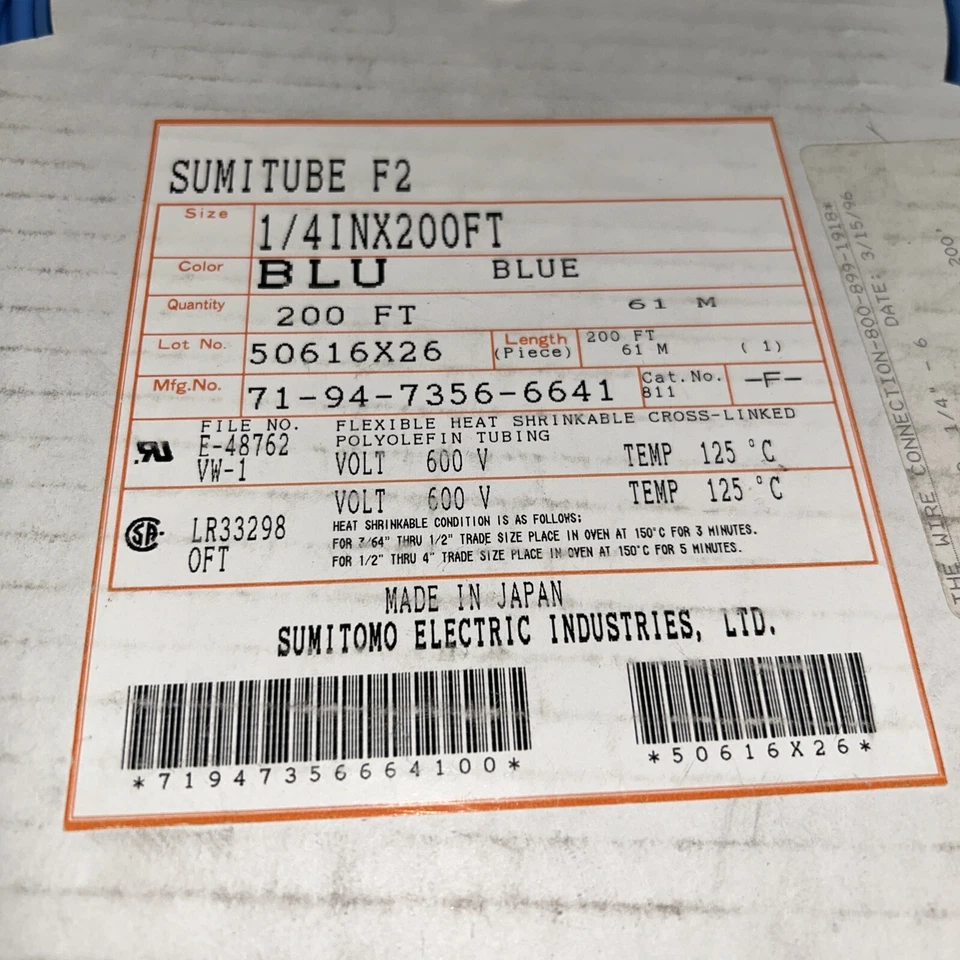 SUMITUBE F2
Size 1/4INX200FT
Color BLU BLUE
Quantity 200 FT 61 M
Lot No. 50616X26 Length (Piece) 200 FT 61 M ( 1)
Mfg.No. 71-94-7356-6641 Cat.No. 811 —F—
FILE NO. FLEXIBLE HEAT SHRINKABLE CROSS-LINKED
E-48762 POLYOLEFIN TUBING
VW-1 VOLT 600 V TEMP 125 °C
VOLT 600 V TEMP 125 °C
LR33298 HEAT SHRINKABLE CONDITION IS AS FOLLOWS:
OFT FOR 3/64" THRU 1/2" TRADE SIZE PLACE IN OVEN AT 150°C FOR 3 MINUTES.
FOR 1/2" THRU 4" TRADE SIZE PLACE IN OVEN AT 150°C FOR 5 MINUTES.
MADE IN JAPAN
SUMITOMO ELECTRIC INDUSTRIES, LTD.
*71947356664100*
*50616X26*
THE WIRE CONNECTION-800-899-1918*
DATE: 3/15/96
1/4" - 6 200'